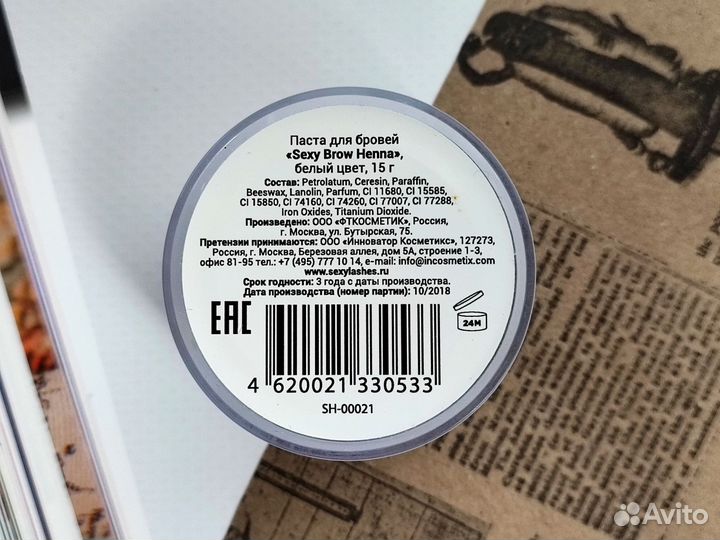 Паста для бровей
«Sexy Brow Henna»,
белый цвет, 15 г
Состав: Petrolatum, Ceresin, Paraffin,
Beeswax, Lanolin, Parfum, CI 11680, CI 15585,
CI 15850, CI 74160, CI 74260, CI 77007, CI 77288,
Iron Oxides, Titanium Dioxide.
Произведено: ООО «ФТКОСМЕТИК», Россия,
г. Москва, ул. Бутырская, 75.
Претензии принимаются: ООО «Инноватор Косметикс», 127273,
Россия, г. Москва, Березовая аллея, дом 5А, строение 1-3,
офис 81-95 тел.: +7 (495) 777 10 14, e-mail: info@incosmetix.com
www.sexylashes.ru
Срок годности: 3 года с даты производства.
Дата производства (номер партии): 10/2018
EAC
24M
4 620021 330533
SH-00021
Avito